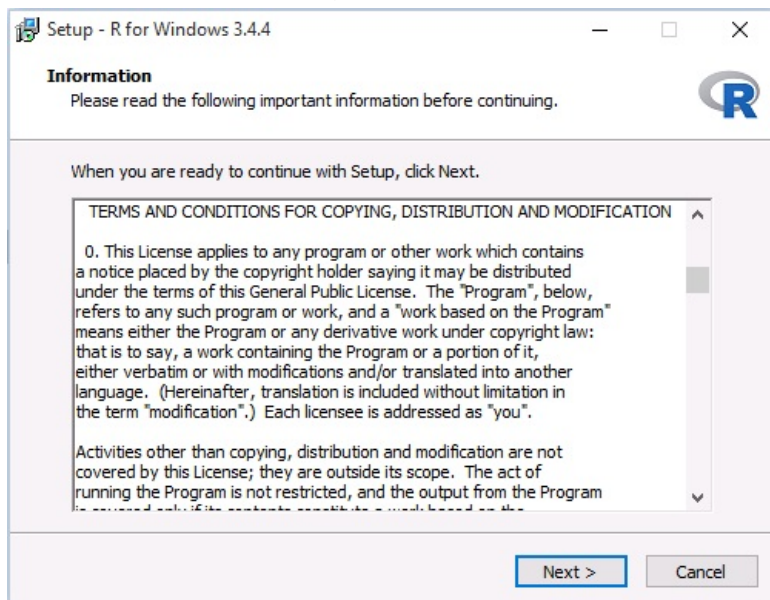 Setup - R for Windows 3.4.4
Information
Please read the following important information before continuing.
R
When you are ready to continue with Setup, click Next.
TERMS AND CONDITIONS FOR COPYING, DISTRIBUTION AND MODIFICATION
0. This License applies to any program or other work which contains
a notice placed by the copyright holder saying it may be distributed
under the terms of this General Public License.  The "Program", below,
refers to any such program or work, and a "work based on the Program"
means either the Program or any derivative work under copyright law:
that is to say, a work containing the Program or a portion of it,
either verbatim or with modifications and/or translated into another
language.  (Hereinafter, translation is included without limitation in
the term "modification".)  Each licensee is addressed as "you".
Activities other than copying, distribution and modification are not
covered by this License; they are outside its scope.  The act of
running the Program is not restricted, and the output from the Program
Next >
Cancel